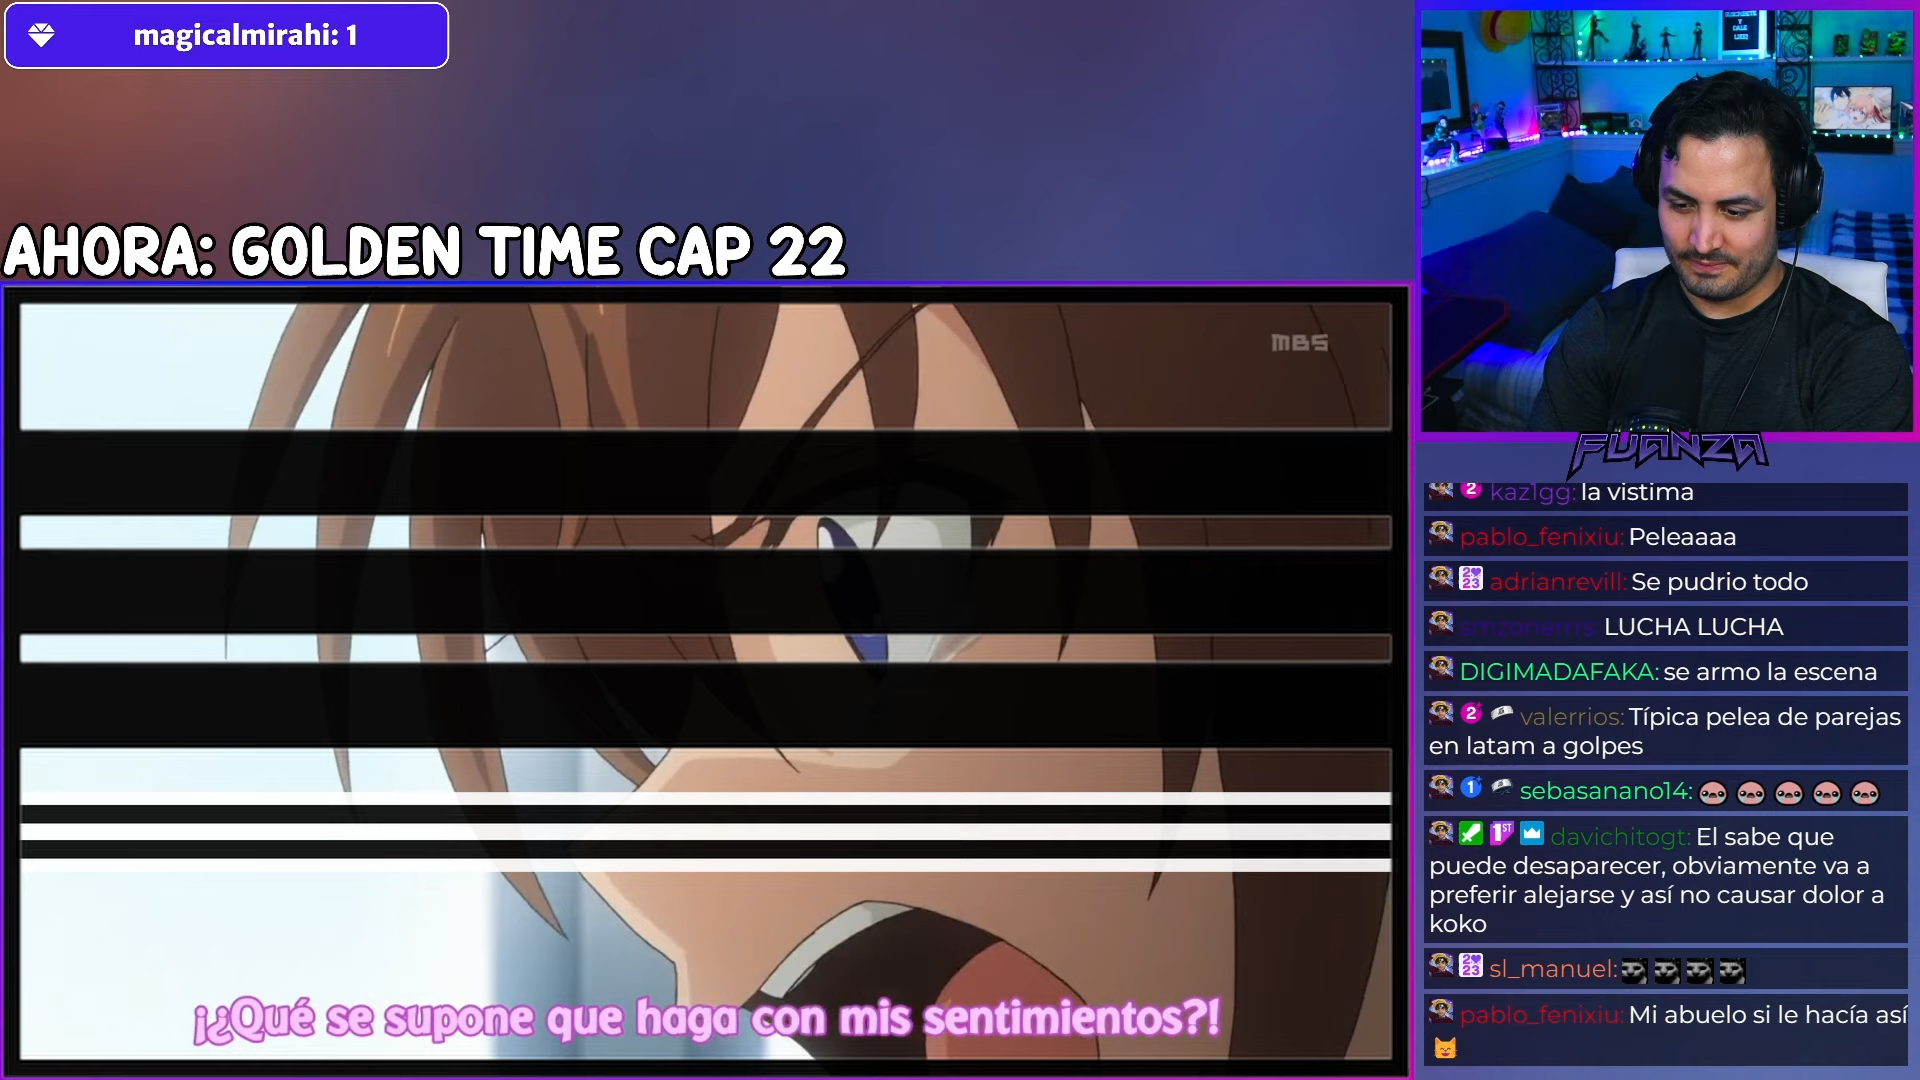 magicalmirahi: 1
AHORA: GOLDEN TIME CAP 22
MBS
¡¿Qué se supone que haga con mis sentimientos?!
FUANZA
kaz1gg: la vistima
pablo_fenixiu: Peleaaaa
adrianrevill: Se pudrio todo
smzonerms: LUCHA LUCHA
DIGIMADAFAKA: se armo la escena
valerrios: Típica pelea de parejas
en latam a golpes
sebasanano14:
davichitogt: El sabe que
puede desaparecer, obviamente va a
preferir alejarse y así no causar dolor a
koko
sl_manuel:
pablo_fenixiu: Mi abuelo si le hacía así